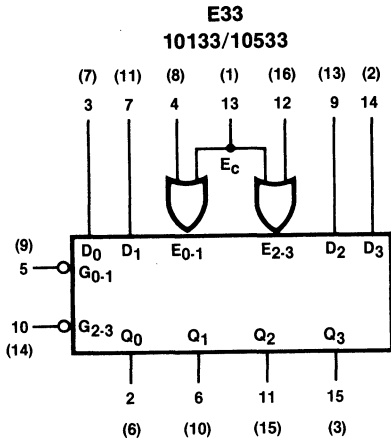 E33
10133/10533
(7) (11) (8) (1) (16) (13) (2)
3 7 4 13 12 9 14
Ec
(9) D0 D1 E0-1 E2-3 D2 D3
5 G0-1
10 G2-3 Q0 Q1 Q2 Q3
(14)
2 6 11 15
(6) (10) (15) (3)